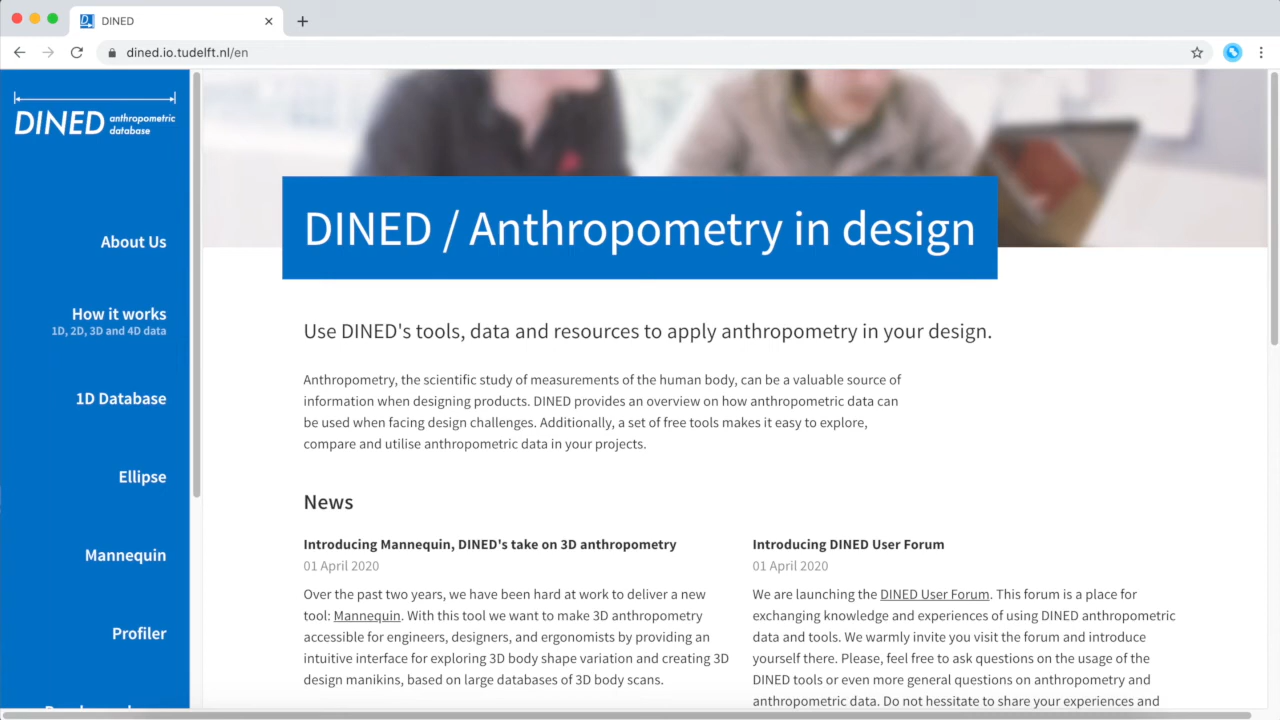 DINED
dined.io.tudelft.nl/en
DINED anthropometric
database
About Us
How it works
1D, 2D, 3D and 4D data
1D Database
Ellipse
Mannequin
Profiler
DINED / Anthropometry in design
Use DINED's tools, data and resources to apply anthropometry in your design.
Anthropometry, the scientific study of measurements of the human body, can be a valuable source of
information when designing products. DINED provides an overview on how anthropometric data can
be used when facing design challenges. Additionally, a set of free tools makes it easy to explore,
compare and utilise anthropometric data in your projects.
News
Introducing Mannequin, DINED's take on 3D anthropometry
01 April 2020
Over the past two years, we have been hard at work to deliver a new
tool: Mannequin. With this tool we want to make 3D anthropometry
accessible for engineers, designers, and ergonomists by providing an
intuitive interface for exploring 3D body shape variation and creating 3D
design manikins, based on large databases of 3D body scans.
Introducing DINED User Forum
01 April 2020
We are launching the DINED User Forum. This forum is a place for
exchanging knowledge and experiences of using DINED anthropometric
data and tools. We warmly invite you visit the forum and introduce
yourself there. Please, feel free to ask questions on the usage of the
DINED tools or even more general questions on anthropometry and
anthropometric data. Do not hessitate to share your experiences and